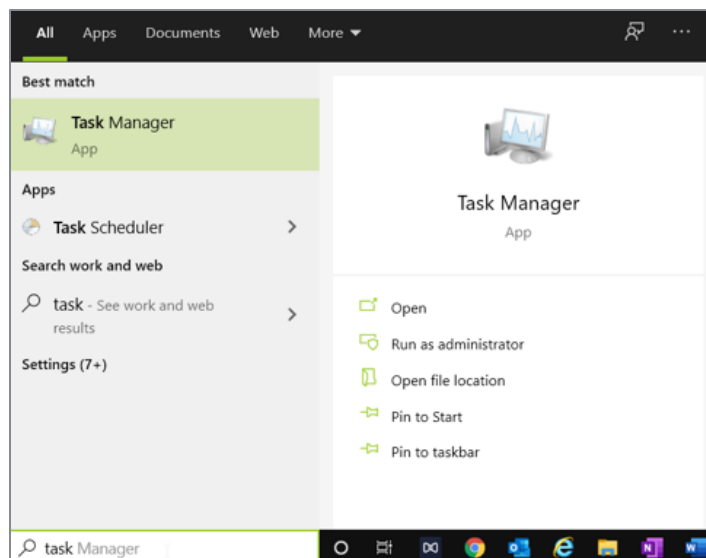 All Apps Documents Web More
Best match
Task Manager
App
Apps
Task Scheduler
Search work and web
task - See work and web
results
Settings (7+)
Task Manager
App
Open
Run as administrator
Open file location
Pin to Start
Pin to taskbar
task Manager